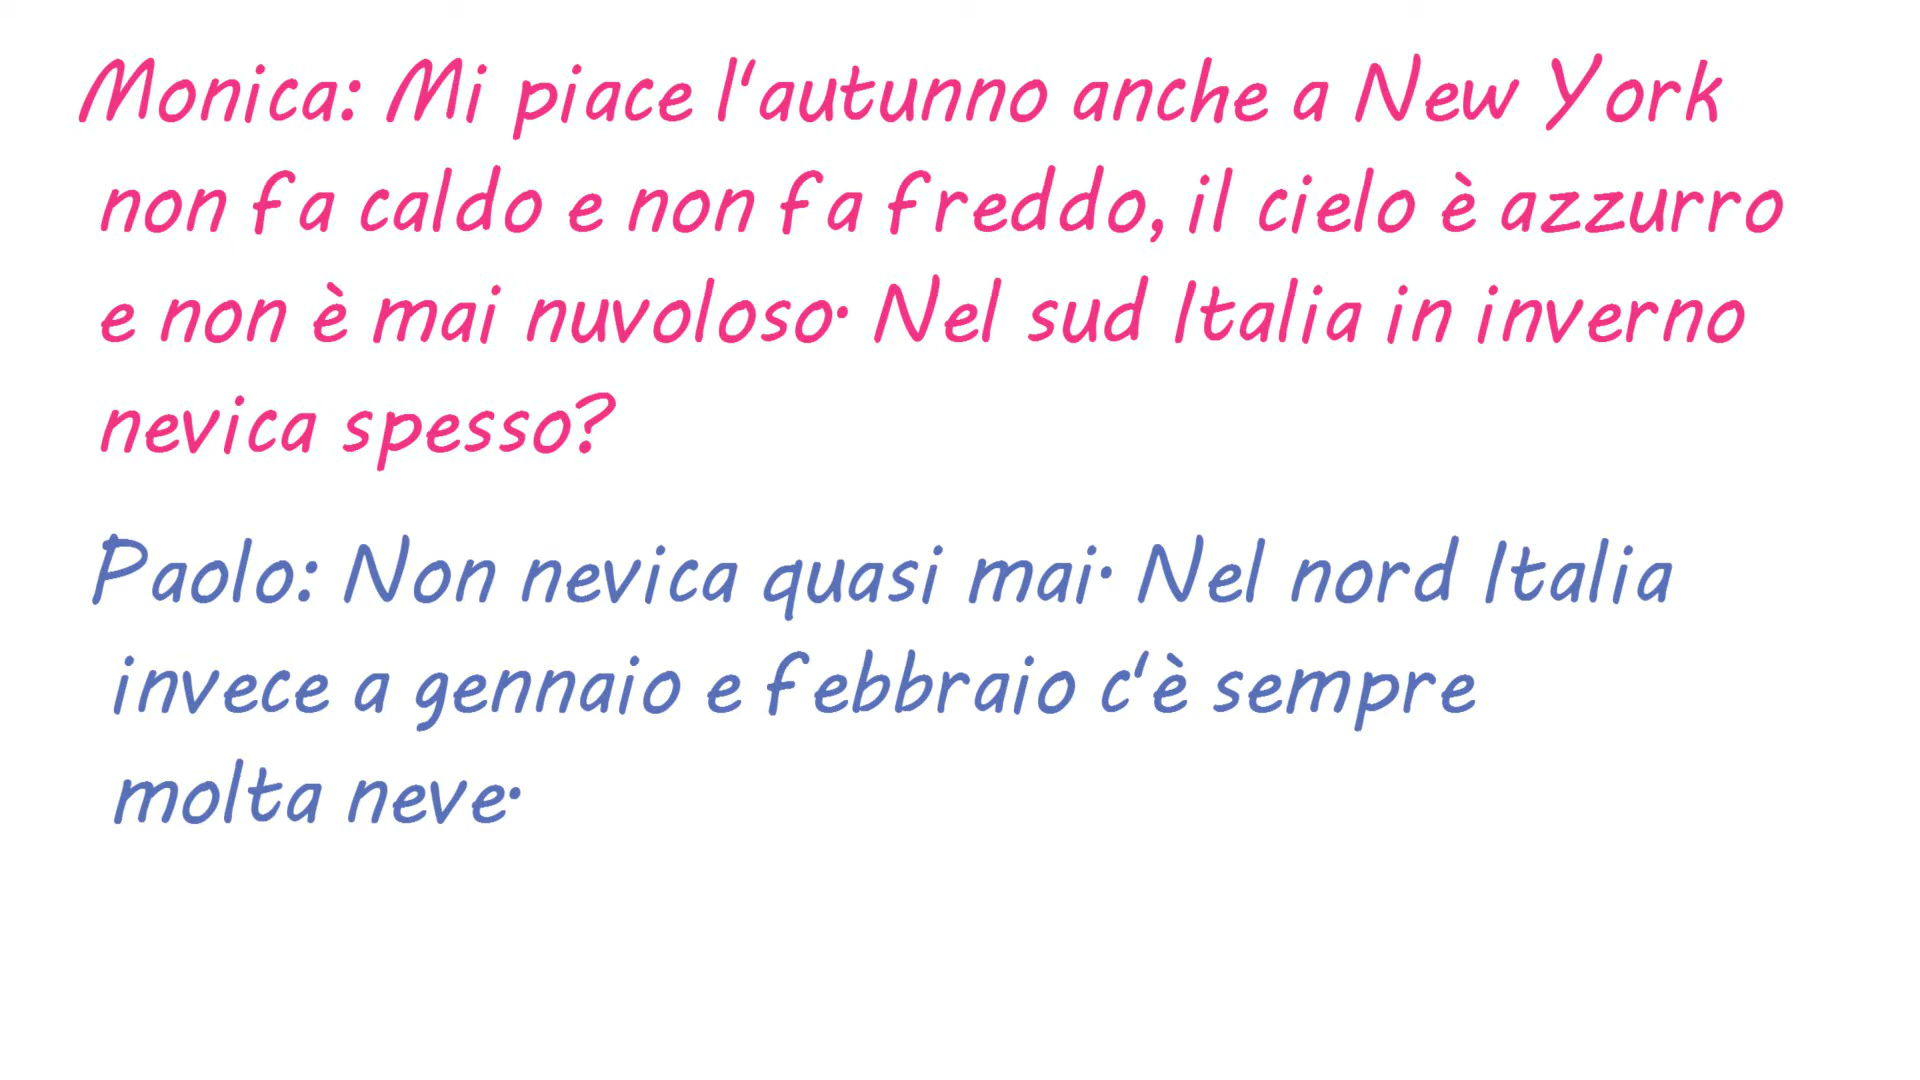 Monica: Mi piace l'autunno anche a New York
non fa caldo e non fa freddo, il cielo è azzurro
e non è mai nuvoloso. Nel sud Italia in inverno
nevica spesso?
Paolo: Non nevica quasi mai. Nel nord Italia
invece a gennaio e febbraio c'è sempre
molta neve.